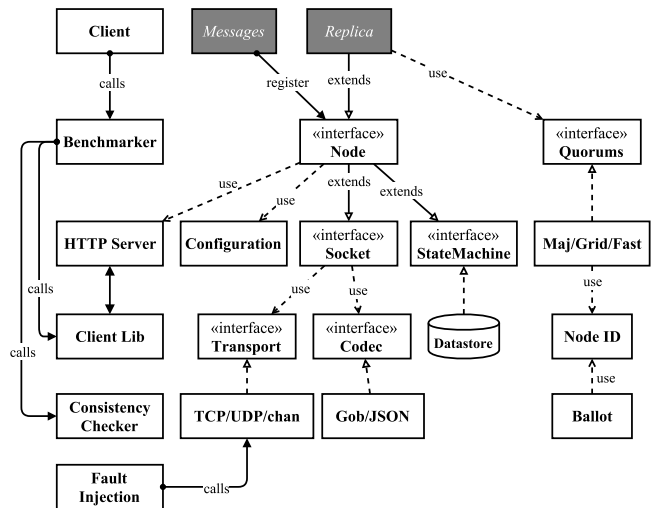 Client
Messages
Replica
calls
register
extends
use
Benchmarker
«interface»
Node
«interface»
Quorums
use
use
extends
extends
HTTP Server
Configuration
«interface»
Socket
«interface»
StateMachine
Maj/Grid/Fast
calls
use
use
use
calls
Client Lib
«interface»
Transport
«interface»
Codec
Datastore
Node ID
use
Consistency
Checker
TCP/UDP/chan
Gob/JSON
Ballot
Fault
Injection
calls